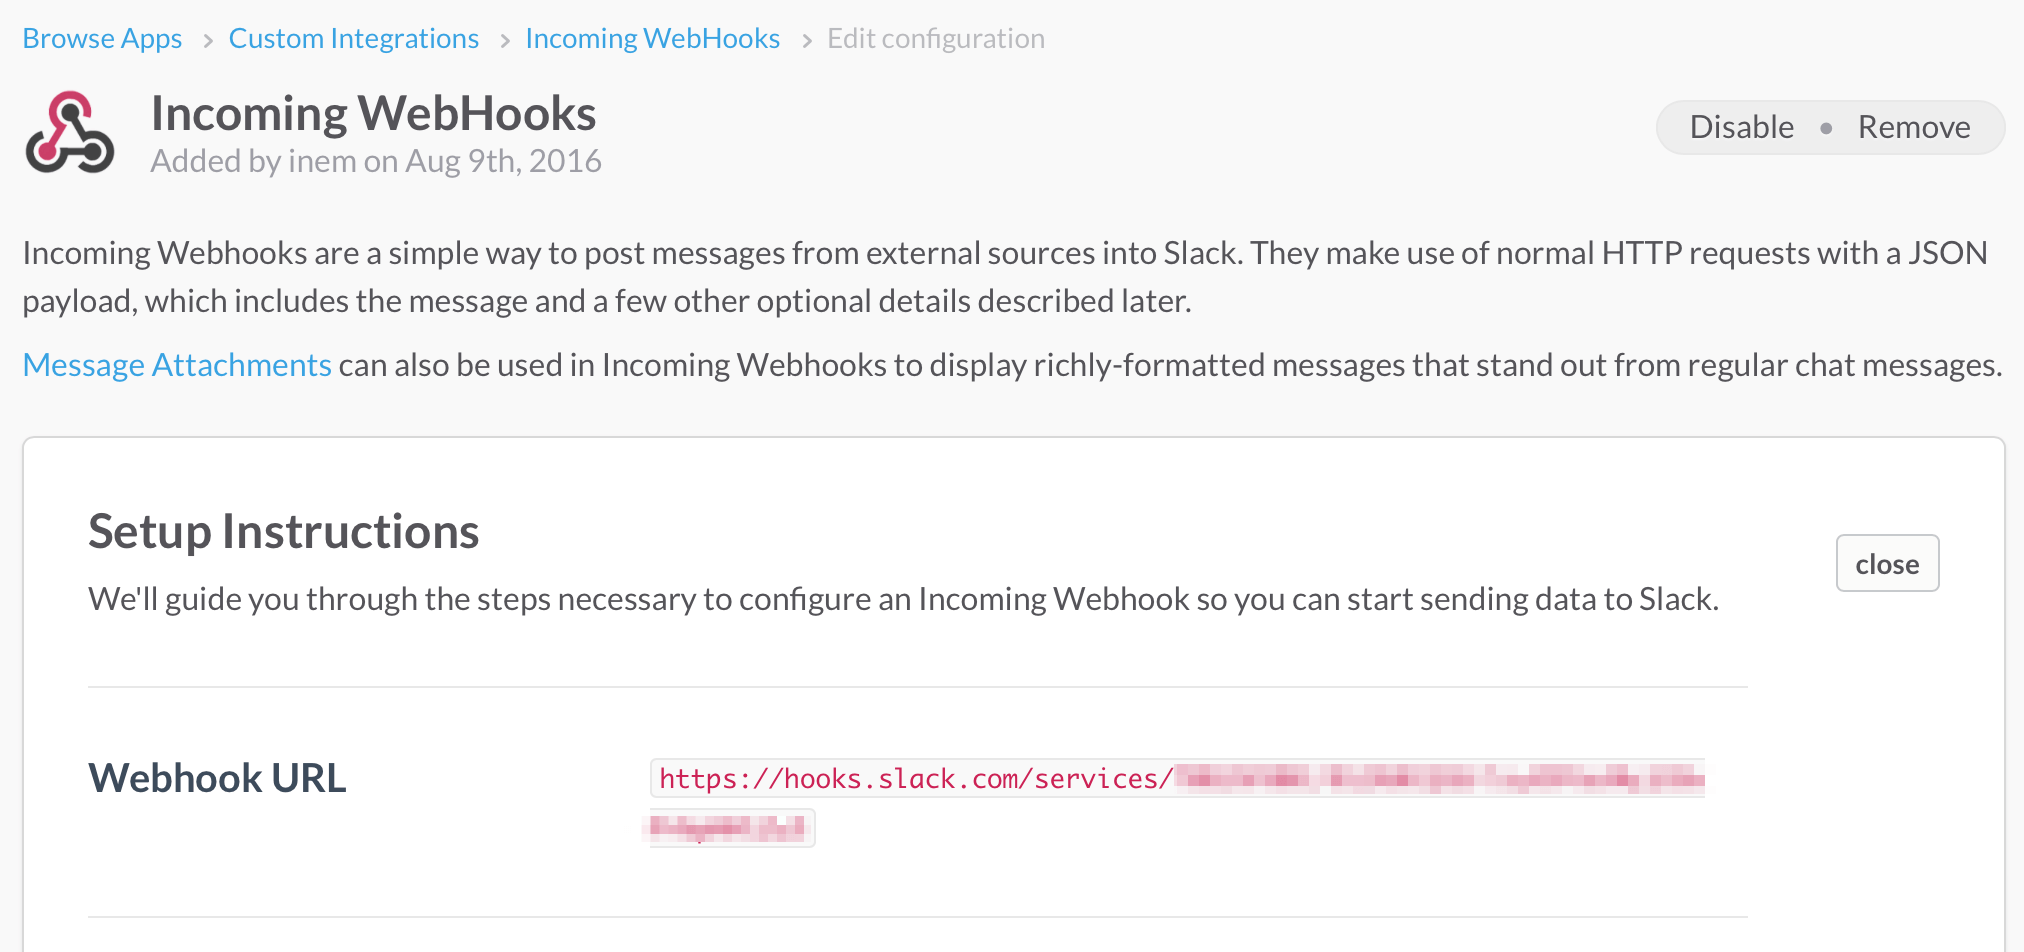 Browse Apps > Custom Integrations > Incoming WebHooks > Edit configuration
Incoming WebHooks
Added by inem on Aug 9th, 2016
Disable • Remove
Incoming Webhooks are a simple way to post messages from external sources into Slack. They make use of normal HTTP requests with a JSON
payload, which includes the message and a few other optional details described later.
Message Attachments can also be used in Incoming Webhooks to display richly-formatted messages that stand out from regular chat messages.
Setup Instructions
close
We'll guide you through the steps necessary to configure an Incoming Webhook so you can start sending data to Slack.
Webhook URL
https://hooks.slack.com/services/